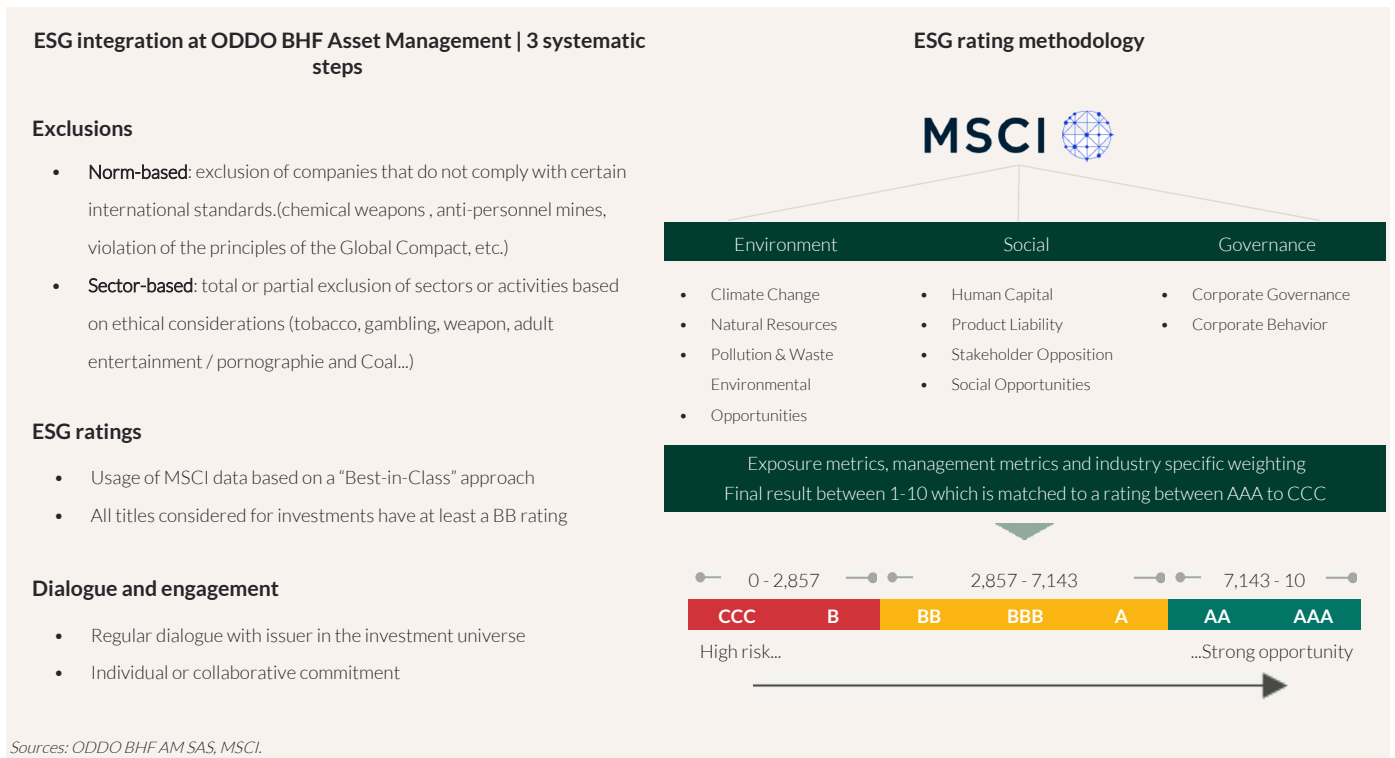 ESG integration at ODDO BHF Asset Management | 3 systematic
steps
Exclusions
• Norm-based: exclusion of companies that do not comply with certain
international standards.(chemical weapons , anti-personnel mines,
violation of the principles of the Global Compact, etc.)
• Sector-based: total or partial exclusion of sectors or activities based
on ethical considerations (tobacco, gambling, weapon, adult
entertainment / pornographie and Coal...)
ESG ratings
• Usage of MSCI data based on a “Best-in-Class” approach
• All titles considered for investments have at least a BB rating
Dialogue and engagement
• Regular dialogue with issuer in the investment universe
• Individual or collaborative commitment
ESG rating methodology
MSCI
Environment Social Governance
• Climate Change
• Natural Resources
• Pollution & Waste
Environmental
• Opportunities
• Human Capital
• Product Liability
• Stakeholder Opposition
• Social Opportunities
• Corporate Governance
• Corporate Behavior
Exposure metrics, management metrics and industry specific weighting
Final result between 1-10 which is matched to a rating between AAA to CCC
0 - 2,857 2,857 - 7,143 7,143 - 10
CCC B BB BBB A AA AAA
High risk... ...Strong opportunity
Sources: ODDO BHF AM SAS, MSCI.